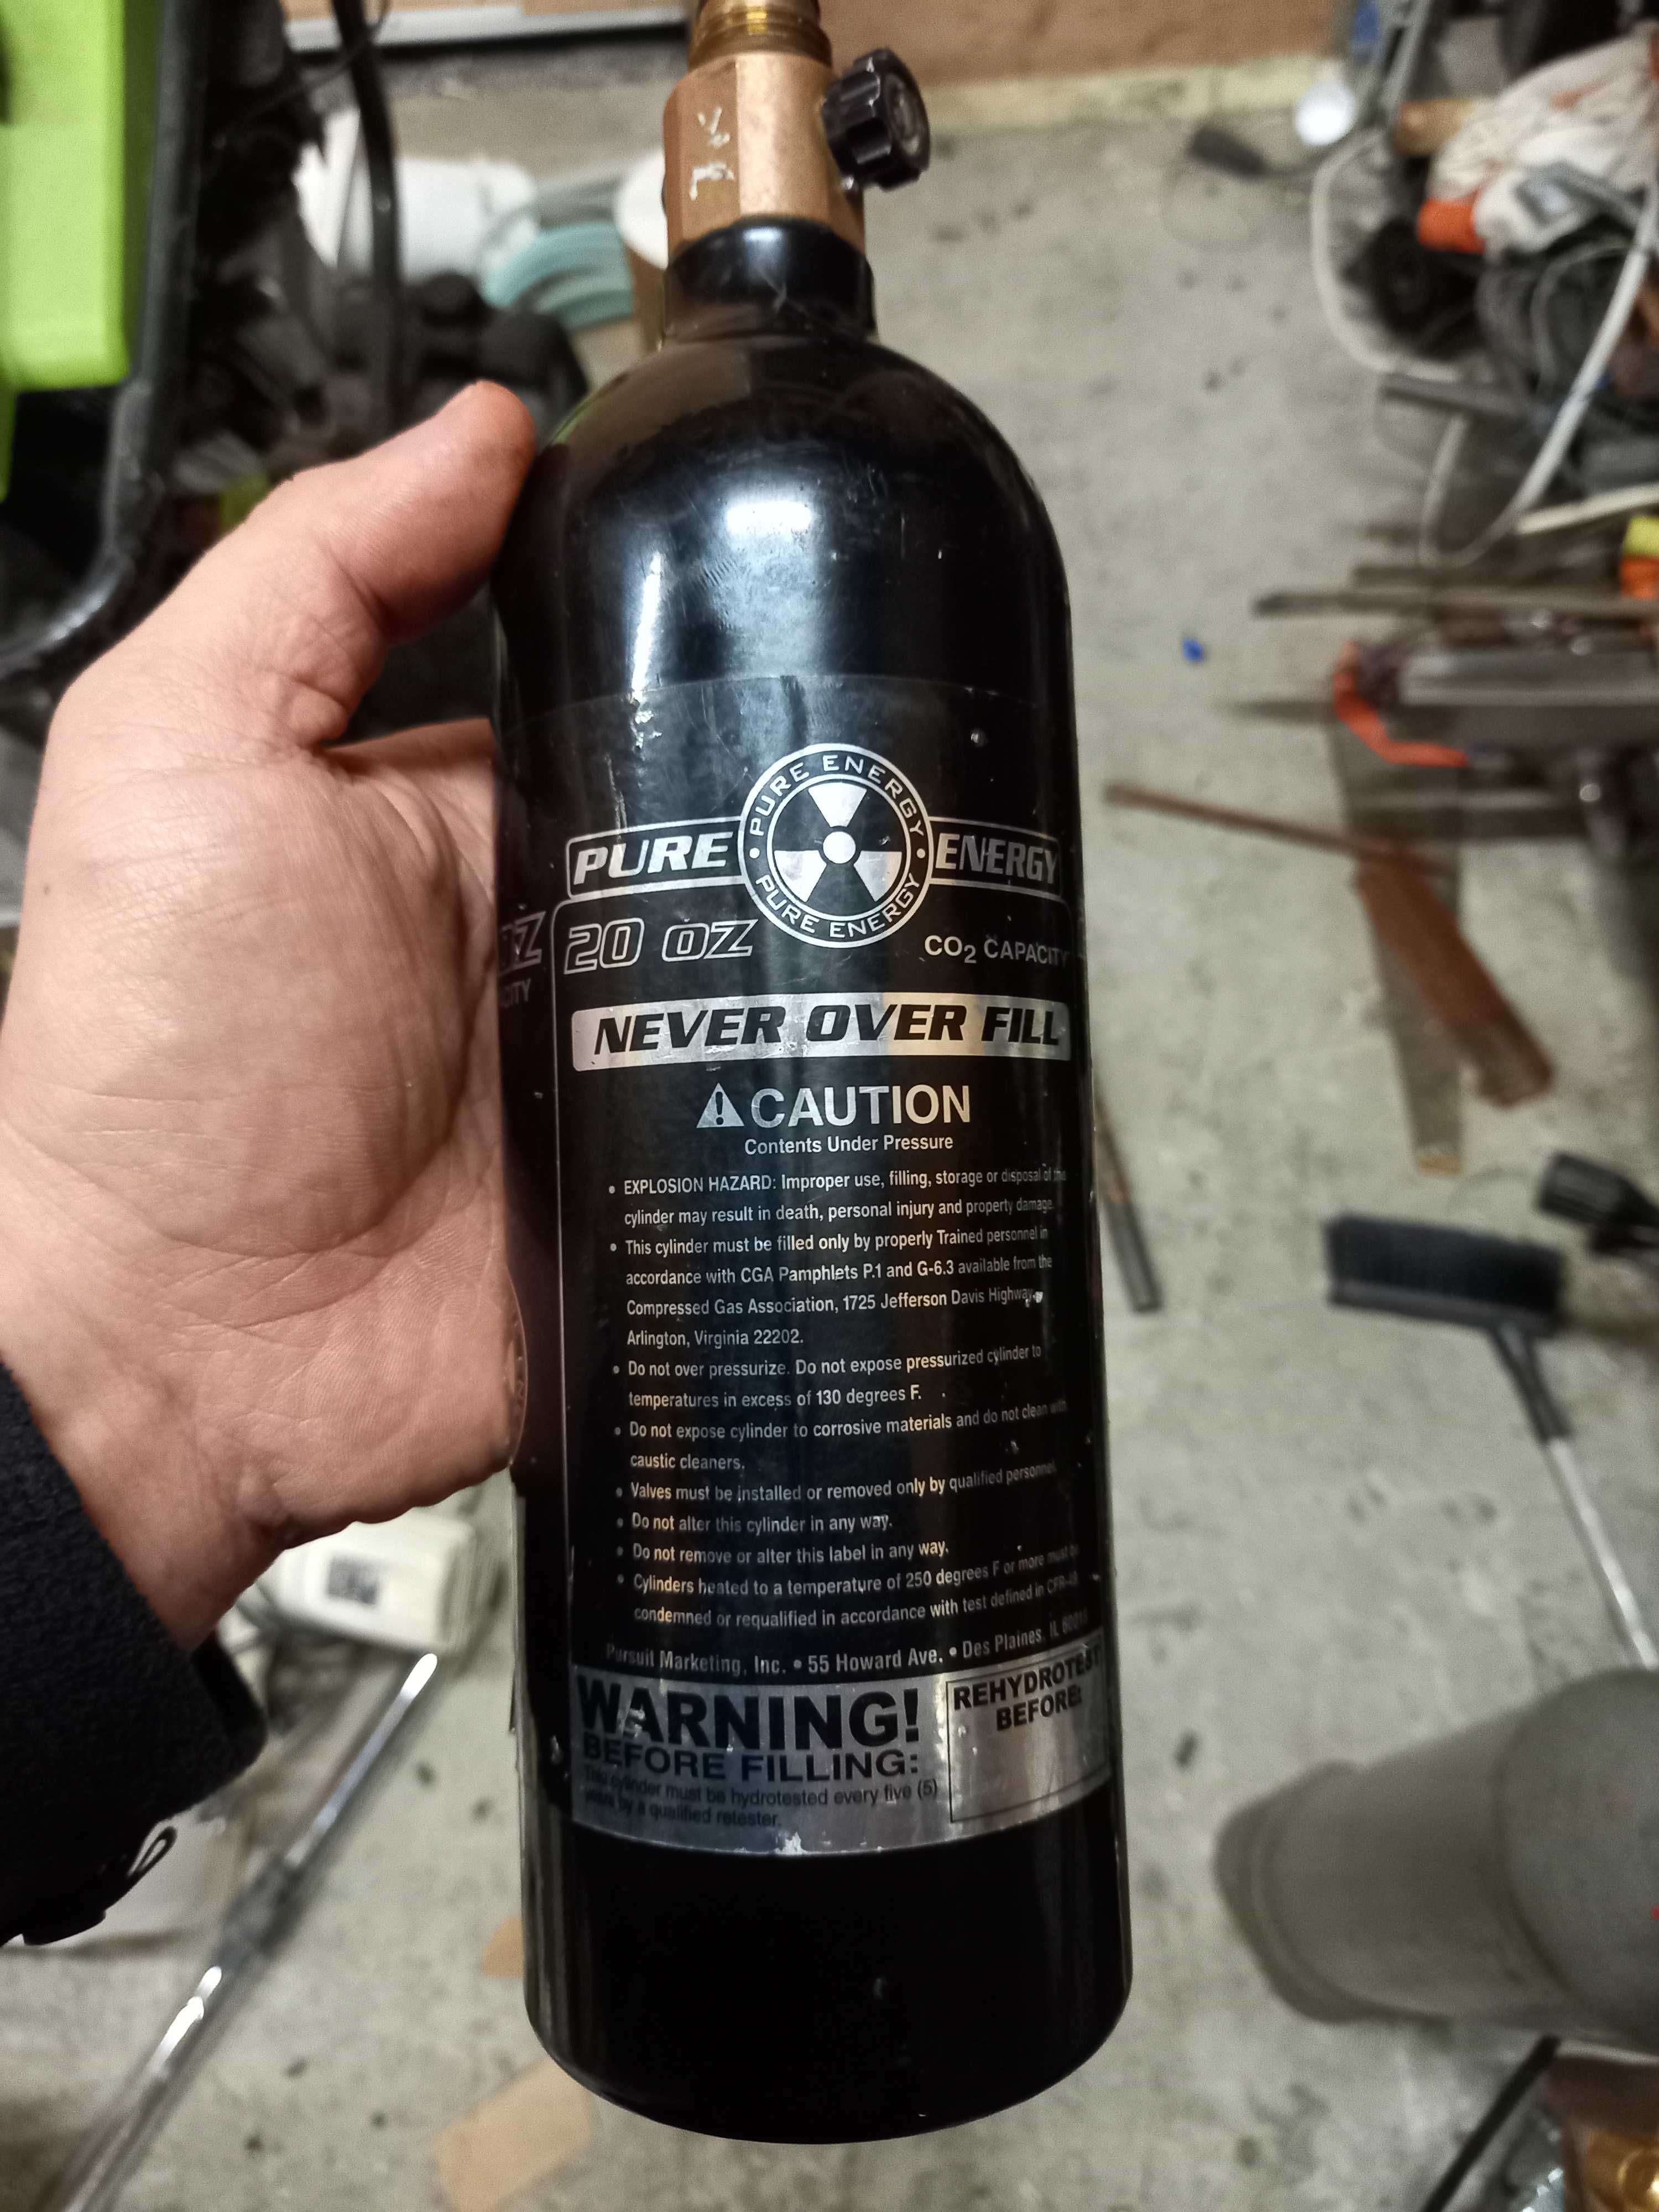 PURE ENERGY
PURE ENERGY
PURE ENERGY
20 OZ
CO2 CAPACITY
OZ
NEVER OVER FILL
CAUTION
Contents Under Pressure
• EXPLOSION HAZARD: Improper use, filling, storage or disposal of this
cylinder may result in death, personal injury and property damage.
• This cylinder must be filled only by properly Trained personnel in
accordance with CGA Pamphlets P.1 and G-6.3 available from the
Compressed Gas Association, 1725 Jefferson Davis Highway,
Arlington, Virginia 22202.
• Do not over pressurize. Do not expose pressurized cylinder to
temperatures in excess of 130 degrees F.
• Do not expose cylinder to corrosive materials and do not clean with
caustic cleaners.
• Valves must be installed or removed only by qualified personnel.
• Do not alter this cylinder in any way.
• Do not remove or alter this label in any way.
• Cylinders heated to a temperature of 250 degrees F or more must be
condemned or requalified in accordance with test defined in CFR-49
Pursuit Marketing, Inc. • 55 Howard Ave. • Des Plaines, IL
WARNING!
BEFORE FILLING:
This cylinder must be hydrotested every five (5)
years by a qualified retester.
REHYDROTEST
BEFORE: